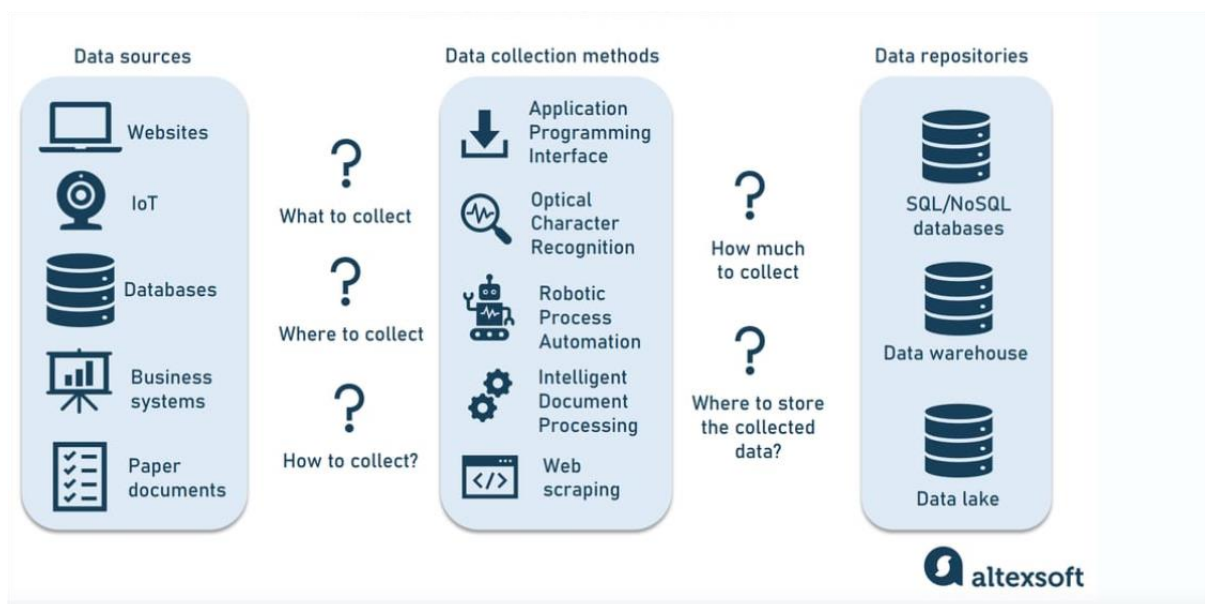 Data sources
Websites
IoT
Databases
Business
systems
Paper
documents
?
What to collect
?
Where to collect
?
How to collect?
Data collection methods
Application
Programming
Interface
Optical
Character
Recognition
Robotic
Process
Automation
Intelligent
Document
Processing
</>
Web
scraping
?
How much
to collect
?
Where to store
the collected
data?
Data repositories
SQL/NoSQL
databases
Data warehouse
Data lake
altexsoft